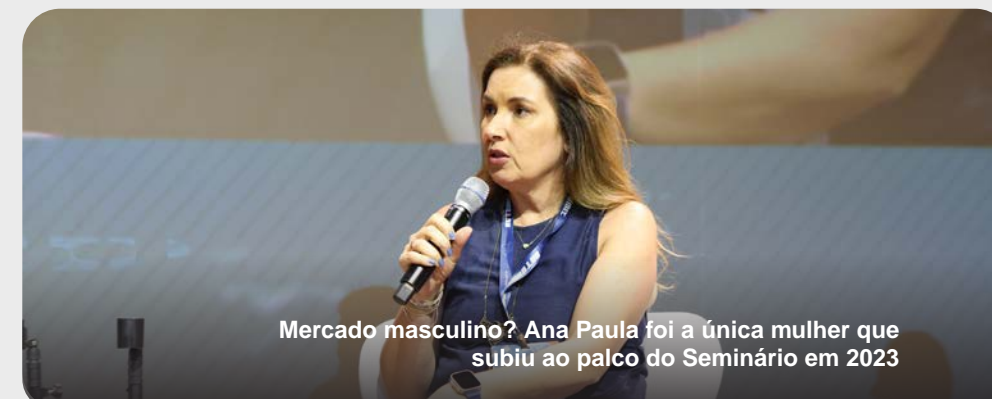 Mercado masculino? Ana Paula foi a única mulher que
subiu ao palco do Seminário em 2023